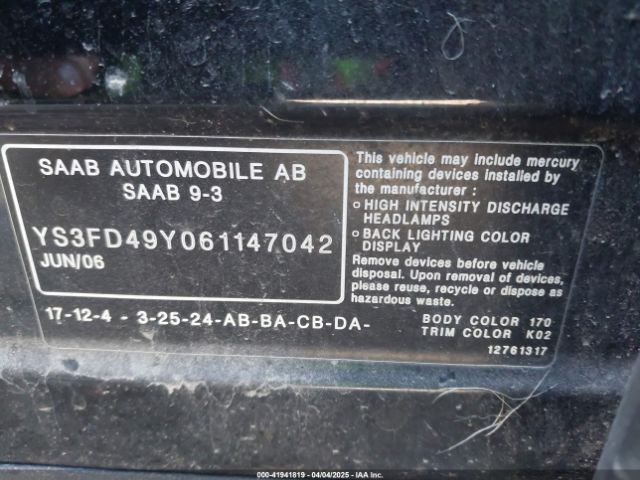 SAAB AUTOMOBILE AB
SAAB 9-3
YS3FD49Y061147042
JUN/06
17-12-4 - 3-25-24-AB-BA-CB-DA-
This vehicle may include mercury
containing devices installed by
the manufacturer :
o HIGH INTENSITY DISCHARGE
HEADLAMPS
o BACK LIGHTING COLOR
DISPLAY
Remove devices before vehicle
disposal. Upon removal of devices,
please reuse, recycle or dispose as
hazardous waste.
BODY COLOR 170
TRIM COLOR K02
12761317
000-41941819 - 04/04/2025 - IAA Inc.